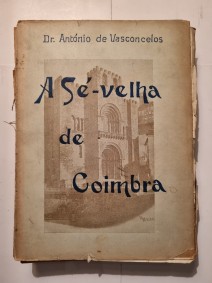 Dr. António de Vasconcelos
A Sé-velha
de
Coimbra